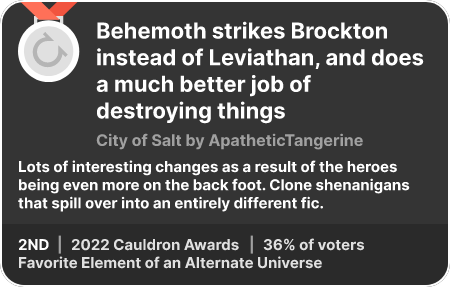 Behemoth strikes Brockton
instead of Leviathan, and does
a much better job of
destroying things
City of Salt by ApatheticTangerine
Lots of interesting changes as a result of the heroes
being even more on the back foot. Clone shenanigans
that spill over into an entirely different fic.
2ND | 2022 Cauldron Awards | 36% of voters
Favorite Element of an Alternate Universe